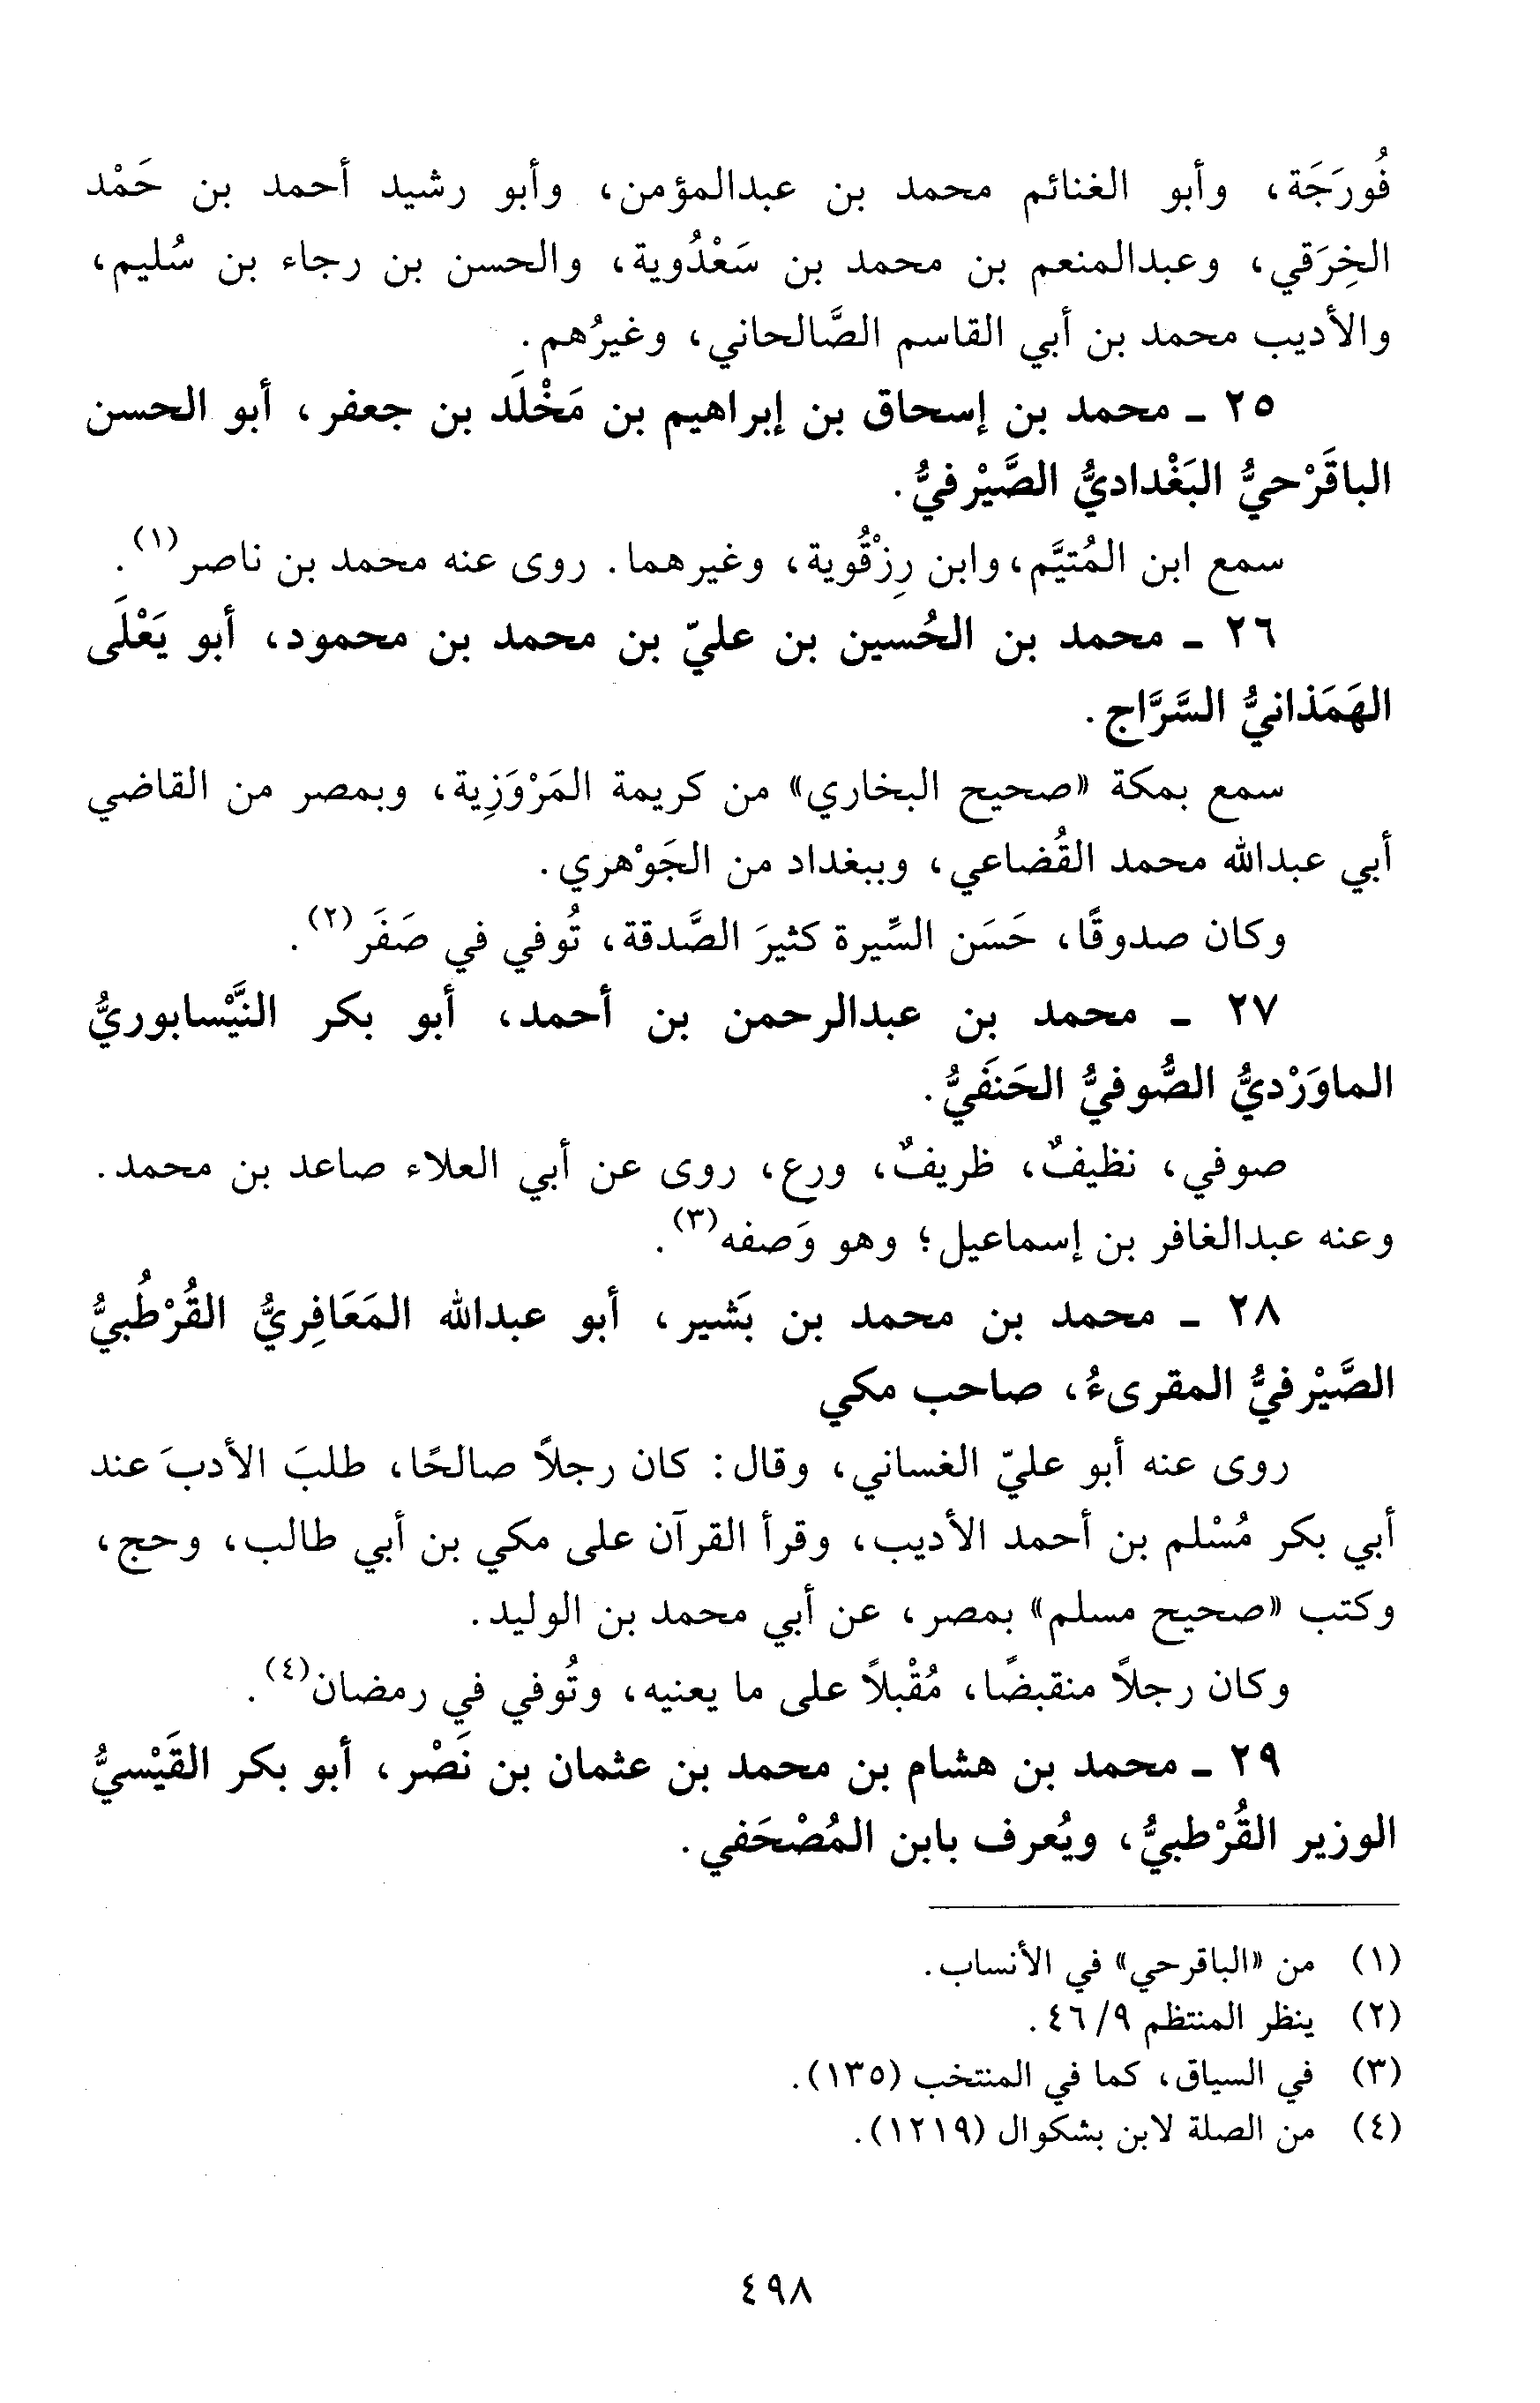 فُورَجَة، وأبو الغنائم محمد بن عبدالمؤمن، وأبو رشيد أحمد بن حَمْد
الخِرَقي، وعبدالمنعم بن محمد بن سَعْدُوية، والحسن بن رجاء بن سُليم،
والأديب محمد بن أبي القاسم الصَّالحاني، وغيرُهم.
٢٥ ـ محمد بن إسحاق بن إبراهيم بن مَخْلَد بن جعفر، أبو الحسن
الباقَرْحيُّ البَغْداديُّ الصَّيْرفيُّ.
سمع ابن المُتيَّم، وابن رِزْقُوية، وغيرهما. روى عنه محمد بن ناصر(١).
٢٦ ـ محمد بن الحُسين بن عليّ بن محمد بن محمود، أبو يَعْلَى
الهَمَذانيُّ السَّرَّاج.
سمع بمكة «صحيح البخاري» من كريمة المَرْوَزِية، وبمصر من القاضي
أبي عبدالله محمد القُضاعي، وببغداد من الجَوْهري.
وكان صدوقًا، حَسَن السِّيرة كثيرَ الصَّدقة، تُوفي في صَفَر(٢).
٢٧ ـ محمد بن عبدالرحمن بن أحمد، أبو بكر النَّيْسابوريُّ
الماوَرْديُّ الصُّوفيُّ الحَنَفيُّ.
صوفي، نظيفٌ، ظريفٌ، ورع، روى عن أبي العلاء صاعد بن محمد.
وعنه عبدالغافر بن إسماعيل؛ وهو وَصفه(٣).
٢٨ ـ محمد بن محمد بن بَشير، أبو عبدالله المَعَافِريُّ القُرْطُبيُّ
الصَّيْرفيُّ المقرىءُ، صاحب مكي
روى عنه أبو عليّ الغساني، وقال: كان رجلاً صالحًا، طلبَ الأدبَ عند
أبي بكر مُسْلم بن أحمد الأديب، وقرأ القرآن على مكي بن أبي طالب، وحج،
وكتب «صحيح مسلم» بمصر، عن أبي محمد بن الوليد.
وكان رجلاً منقبضًا، مُقْبلاً على ما يعنيه، وتُوفي في رمضان(٤).
٢٩ ـ محمد بن هشام بن محمد بن عثمان بن نَصْر، أبو بكر القَيْسيُّ
الوزير القُرْطبيُّ، ويُعرف بابن المُصْحَفي.
(١) من «الباقرحي» في الأنساب.
(٢) ينظر المنتظم ٩/ ٤٦.
(٣) في السياق، كما في المنتخب (١٣٥).
(٤) من الصلة لابن بشكوال (١٢١٩).
٤٩٨